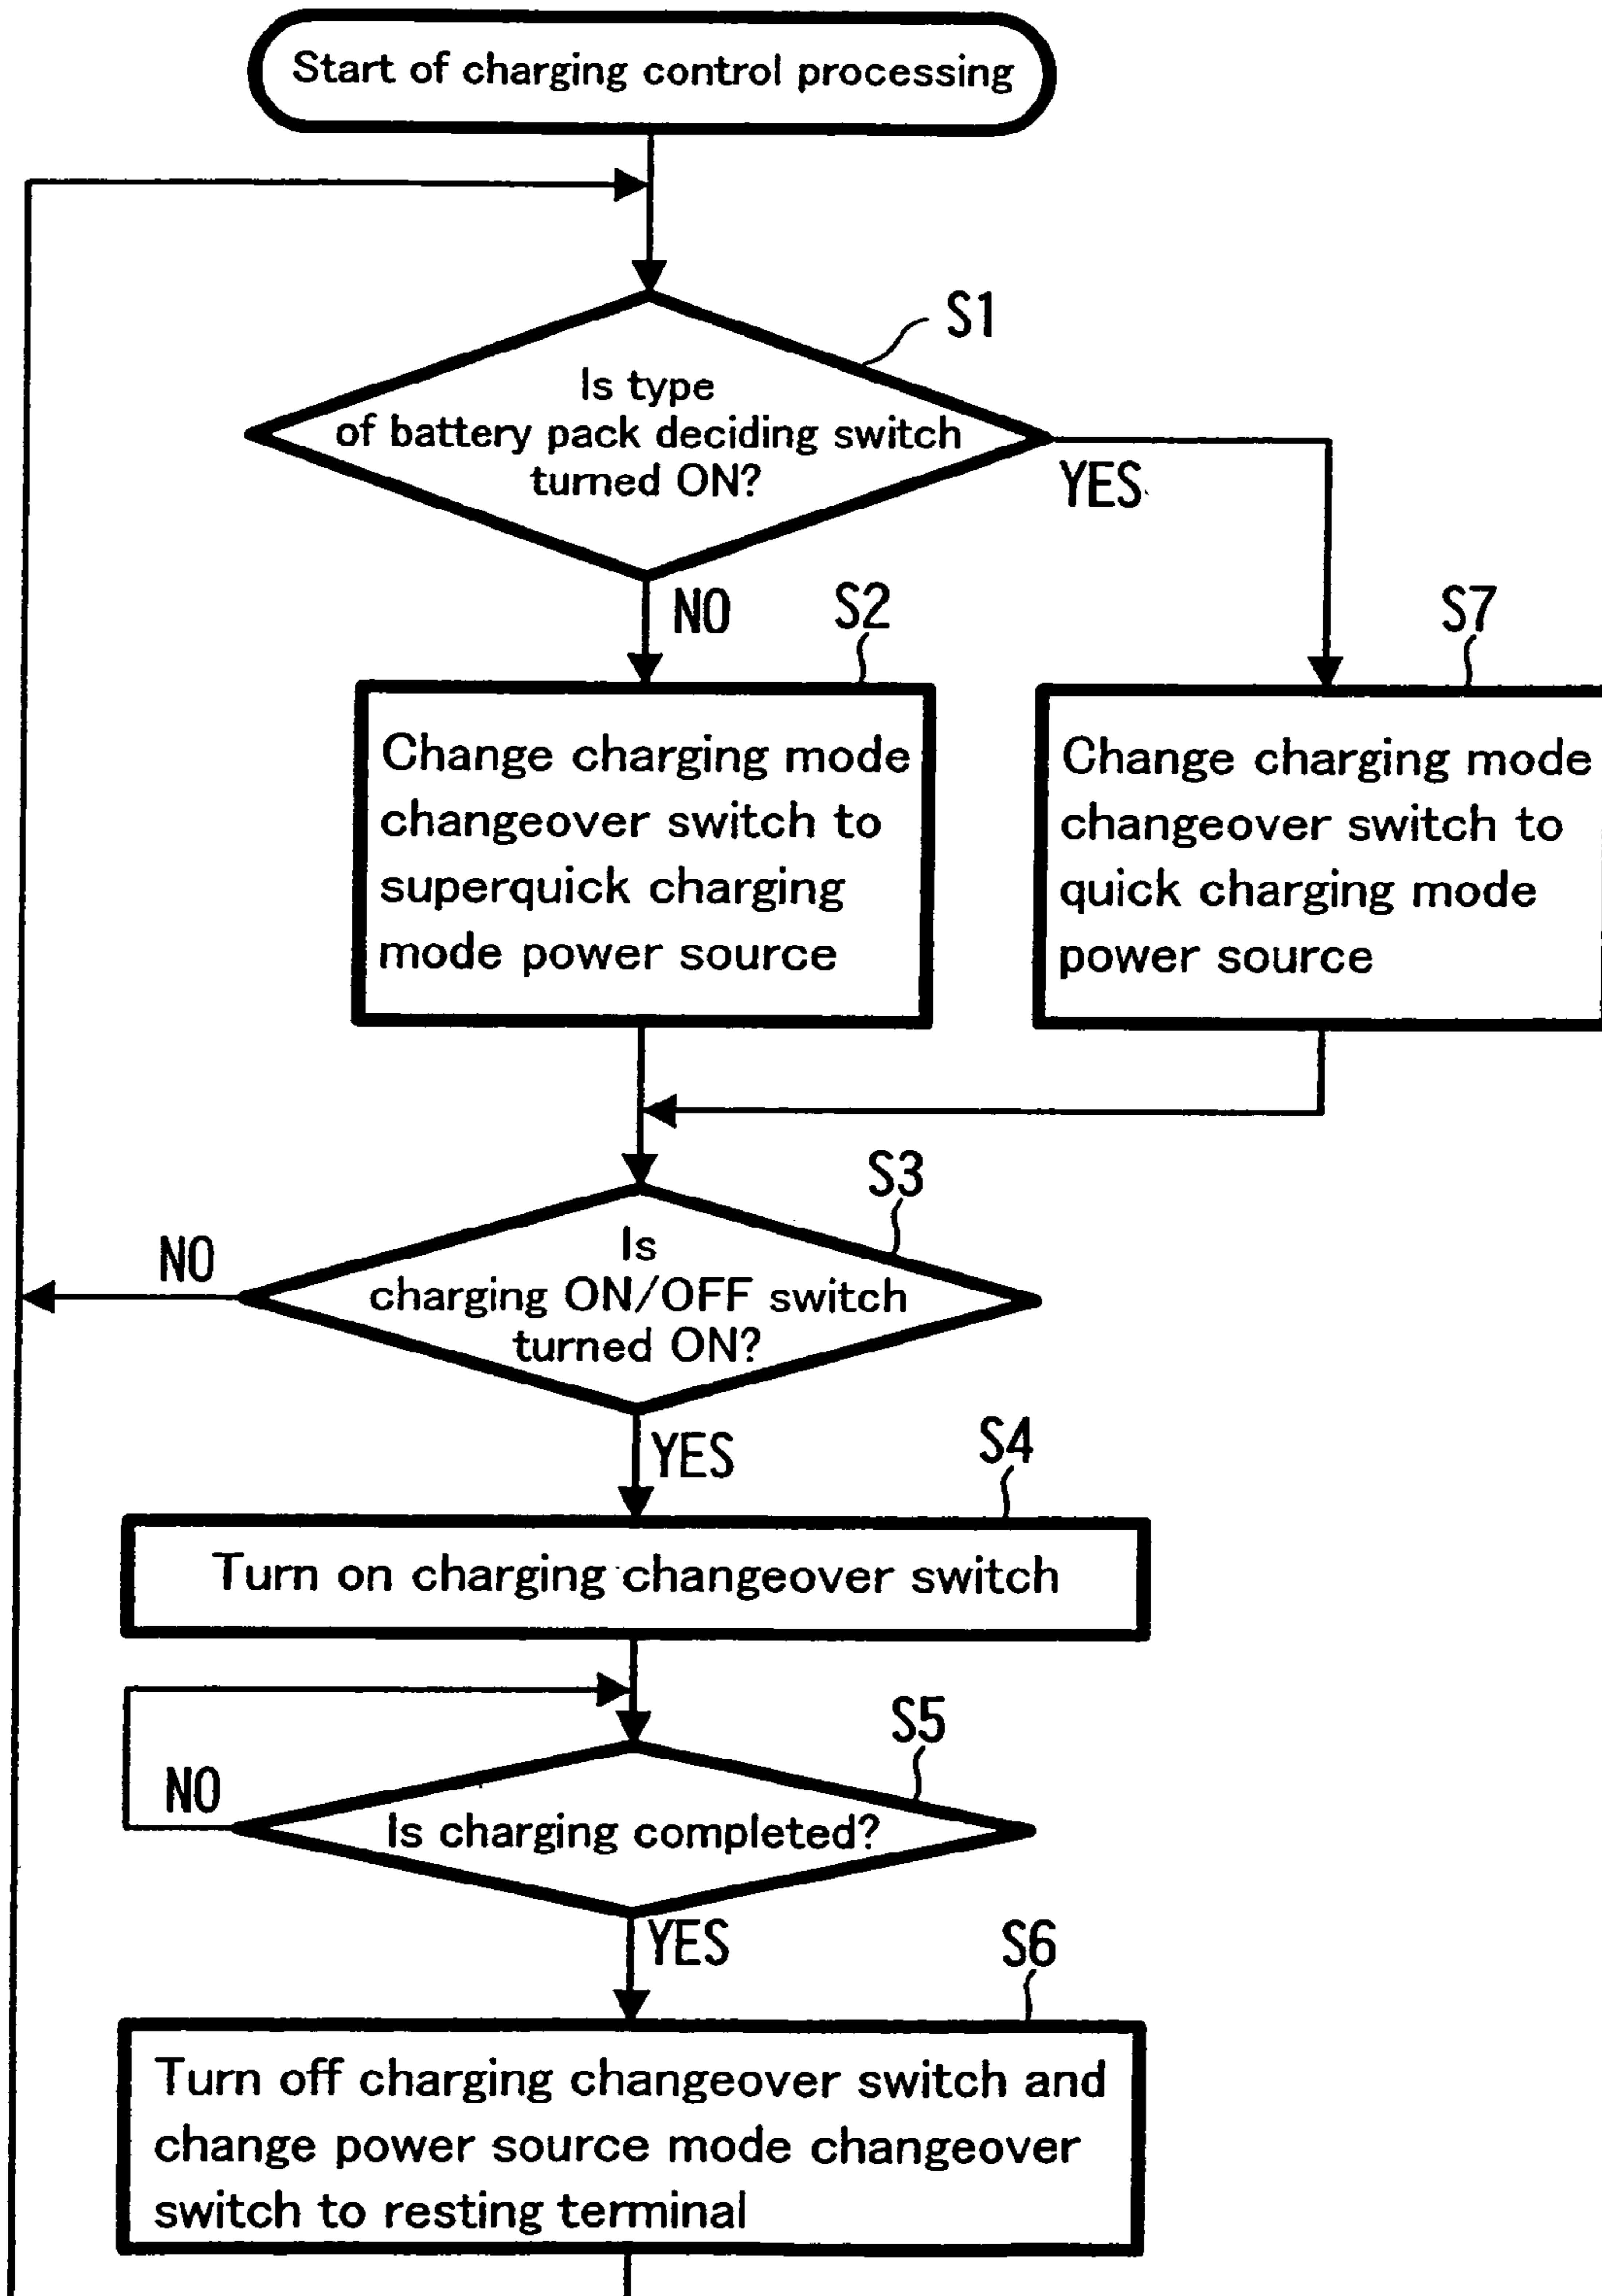 Start of charging control processing
S1
Is type
of battery pack deciding switch
turned ON?
YES
NO
S2
S7
Change charging mode
changeover switch to
superquick charging
mode power source
Change charging mode
changeover switch to
quick charging mode
power source
S3
NO
Is
charging ON/OFF switch
turned ON?
YES
S4
Turn on charging changeover switch
S5
NO
Is charging completed?
YES
S6
Turn off charging changeover switch and
change power source mode changeover
switch to resting terminal